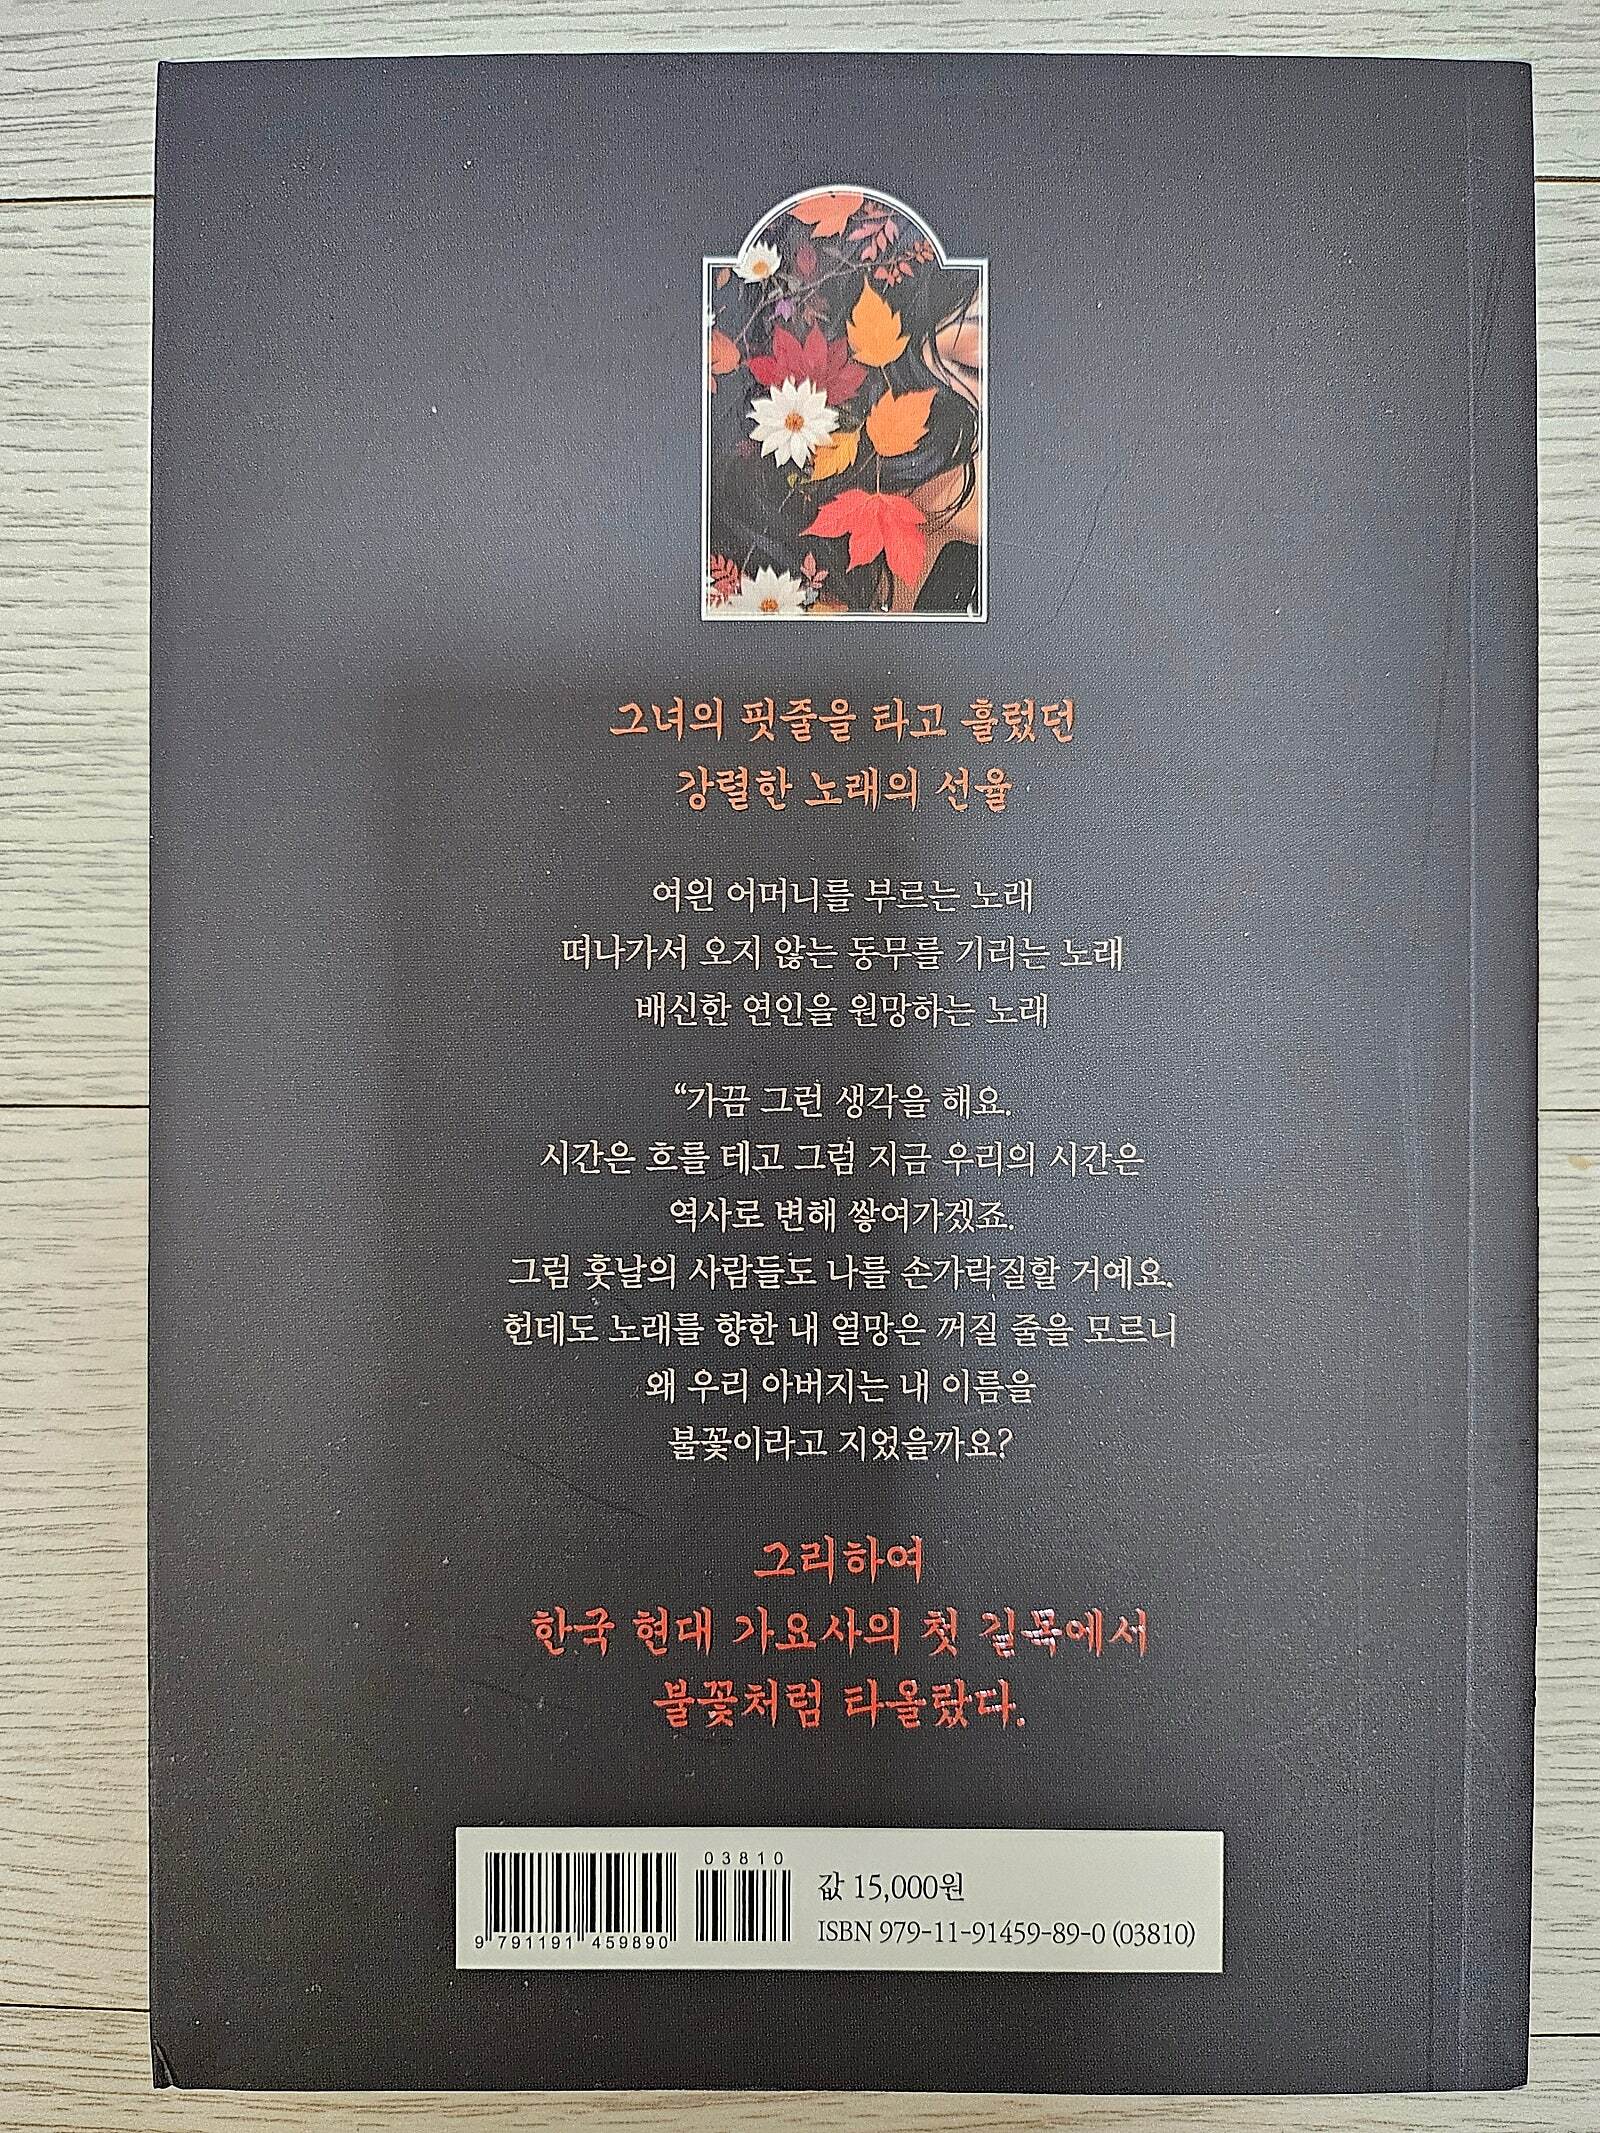 그녀의 핏줄을 타고 흘렀던
강렬한 노래의 선율
여윈 어머니를 부르는 노래
떠나가서 오지 않는 동무를 기리는 노래
배신한 연인을 원망하는 노래
“가끔 그런 생각을 해요.
시간은 흐를 테고 그럼 지금 우리의 시간은
역사로 변해 쌓여가겠죠.
그럼 훗날의 사람들도 나를 손가락질할 거예요.
헌데도 노래를 향한 내 열망은 꺼질 줄을 모르니
왜 우리 아버지는 내 이름을
불꽃이라고 지었을까요?
그리하여
한국 현대 가요사의 첫 길목에서
불꽃처럼 타올랐다.
03810
9 791191 459890
값 15,000원
ISBN 979-11-91459-89-0 (03810)